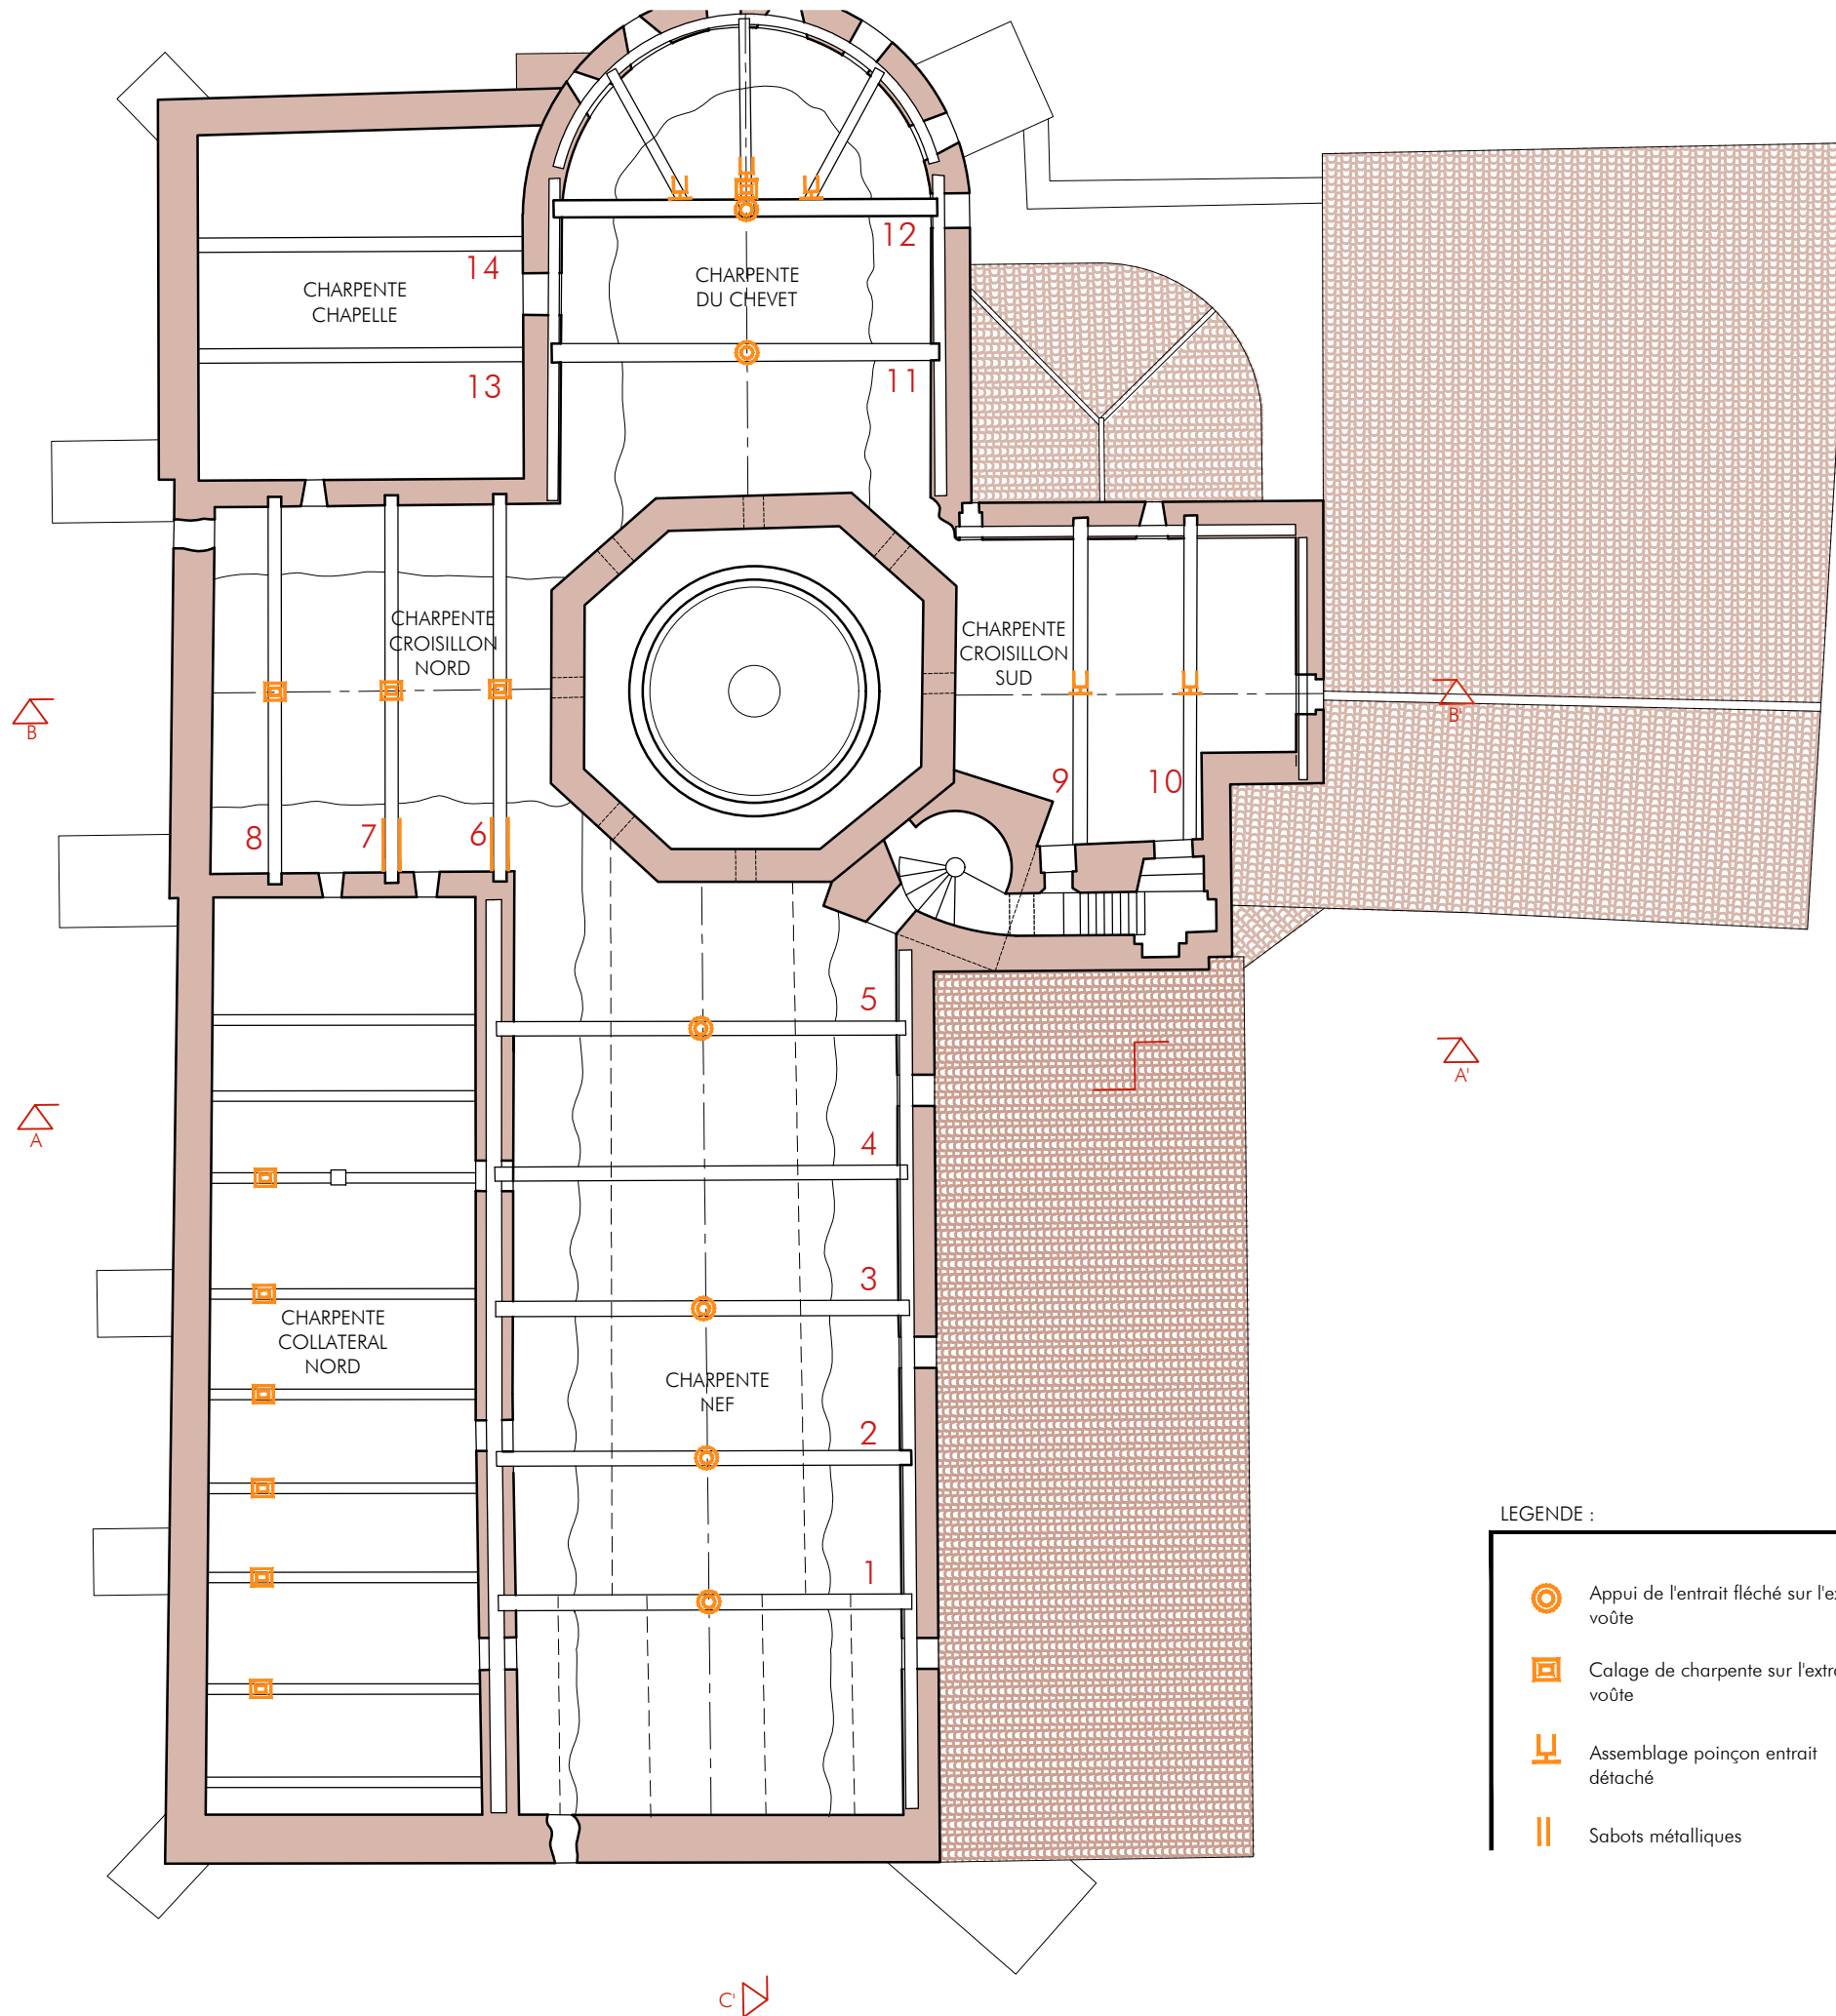 12
14
CHARPENTE
DU CHEVET
CHARPENTE
CHAPELLE
13
11
CHARPENTE
CROISILLON
NORD
CHARPENTE
CROISILLON
SUD
B
B'
9
10
8
7
6
5
A'
A
4
3
CHARPENTE
COLLATERAL
NORD
CHARPENTE
NEF
2
1
LEGENDE :
Appui de l'entrait fléché sur l'ex
voûte
Calage de charpente sur l'extra
voûte
Assemblage poinçon entrait
détaché
Sabots métalliques
C'